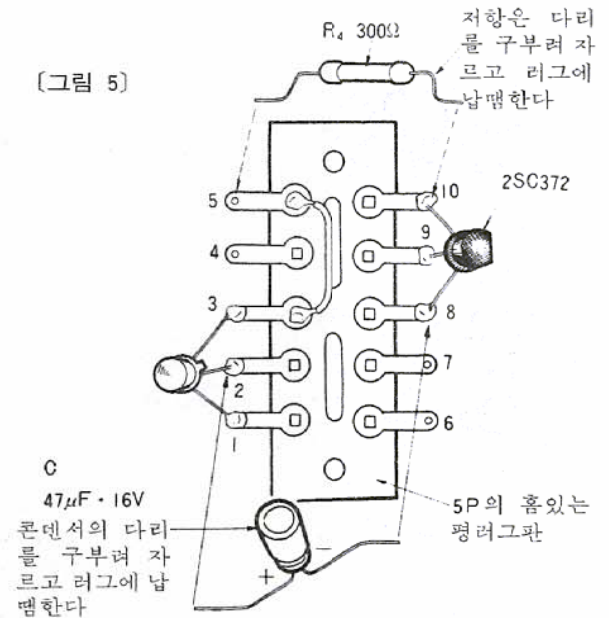 R₄ 300Ω
저항은 다리
를 구부려 자
르고 러그에
납땜한다
〔그림 5〕
2SC372
5
4
3
2
1
10
9
8
7
6
C
47μF・16V
콘덴서의 다리
를 구부려 자
르고 러그에 납
땜한다
+
−
5P의 홈있는
평러그판